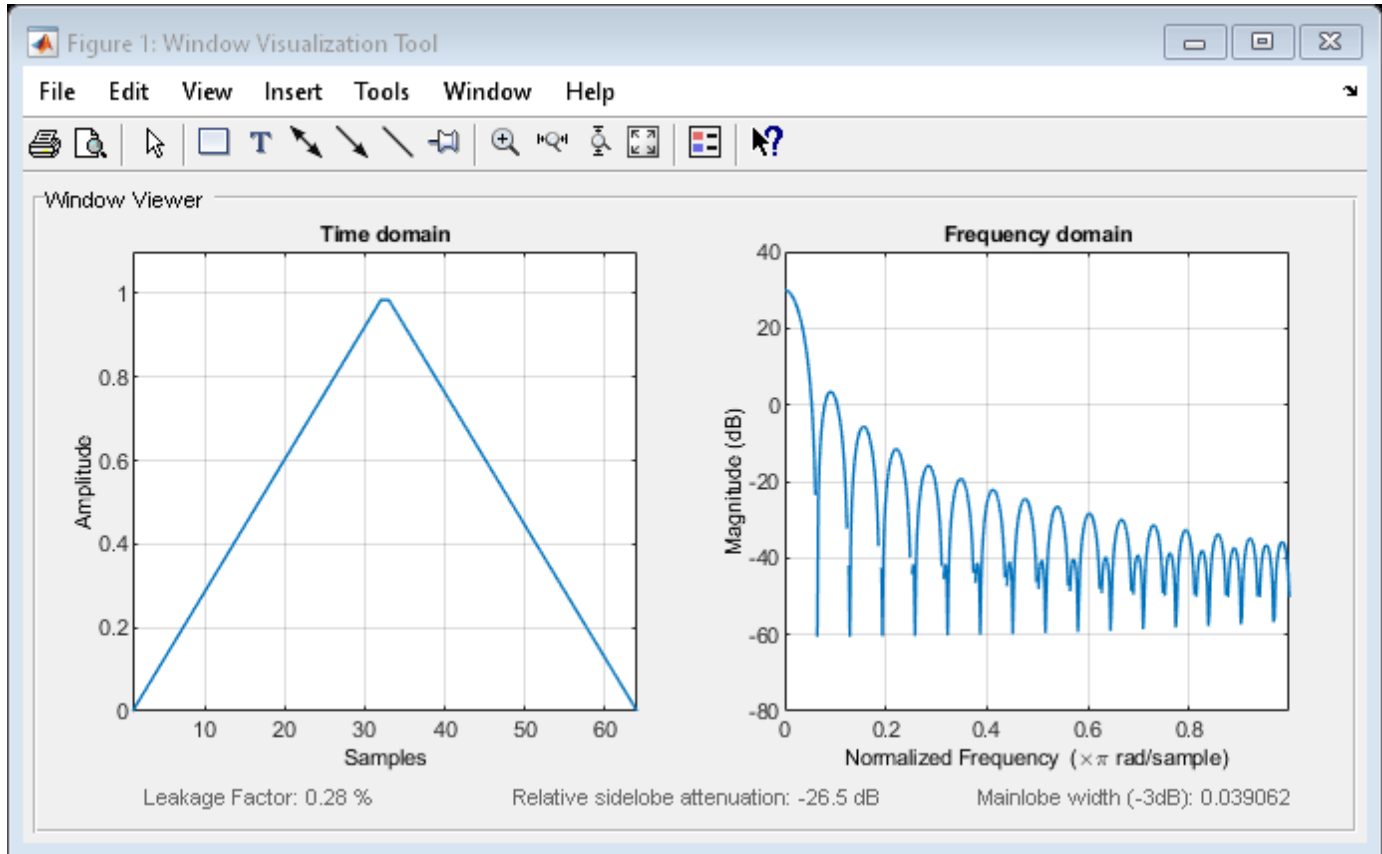 Figure 1: Window Visualization Tool
File Edit View Insert Tools Window Help
T
?
Window Viewer
Time domain
1
0.8
0.6
0.4
0.2
0
Amplitude
10 20 30 40 50 60
Samples
Frequency domain
40
20
0
-20
-40
-60
-80
Magnitude (dB)
0 0.2 0.4 0.6 0.8
Normalized Frequency (×π rad/sample)
Leakage Factor: 0.28 % Relative sidelobe attenuation: -26.5 dB Mainlobe width (-3dB): 0.039062